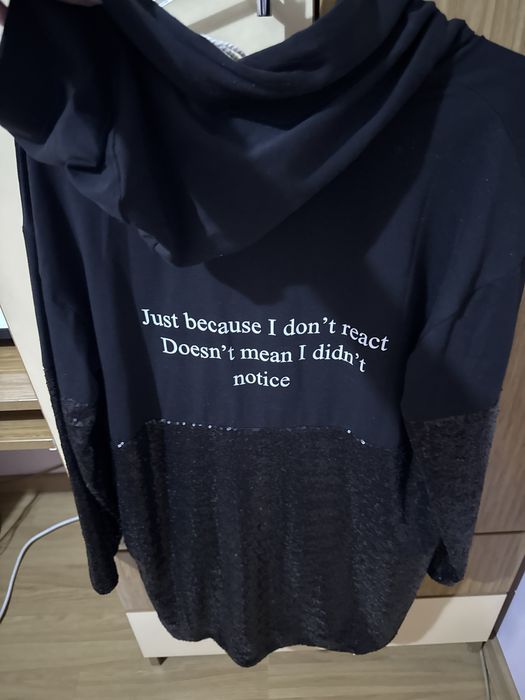 Just because I don't react
Doesn't mean I didn't
notice